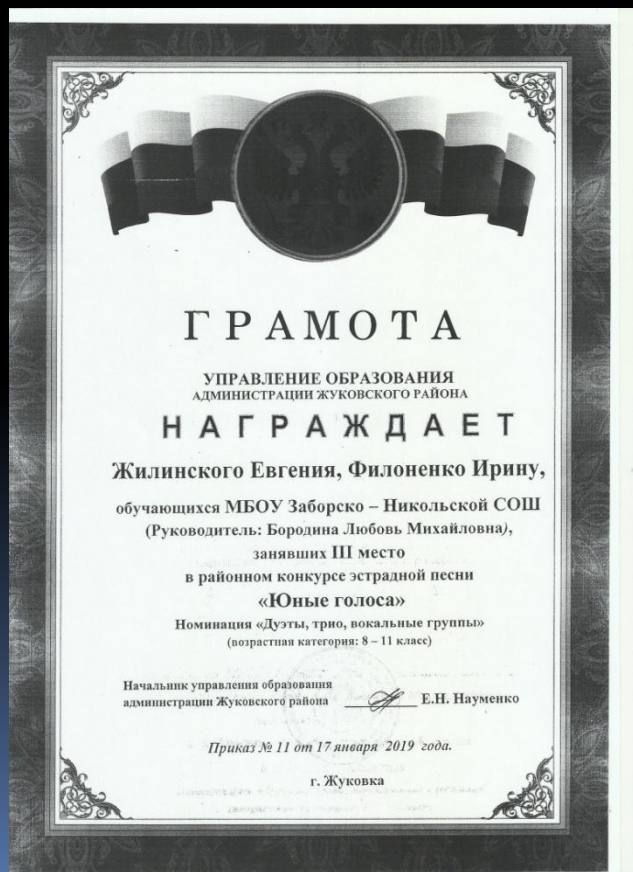 ГРАМОТА
УПРАВЛЕНИЕ ОБРАЗОВАНИЯ
АДМИНИСТРАЦИИ ЖУКОВСКОГО РАЙОНА
НАГРАЖДАЕТ
Жилинского Евгения, Филоненко Ирину,
обучающихся МБОУ Заборско – Никольской СОШ
(Руководитель: Бородина Любовь Михайловна),
занявших III место
в районном конкурсе эстрадной песни
«Юные голоса»
Номинация «Дуэты, трио, вокальные группы»
(возрастная категория: 8 – 11 класс)
Начальник управления образования
администрации Жуковского района Е.Н. Науменко
Приказ № 11 от 17 января 2019 года.
г. Жуковка